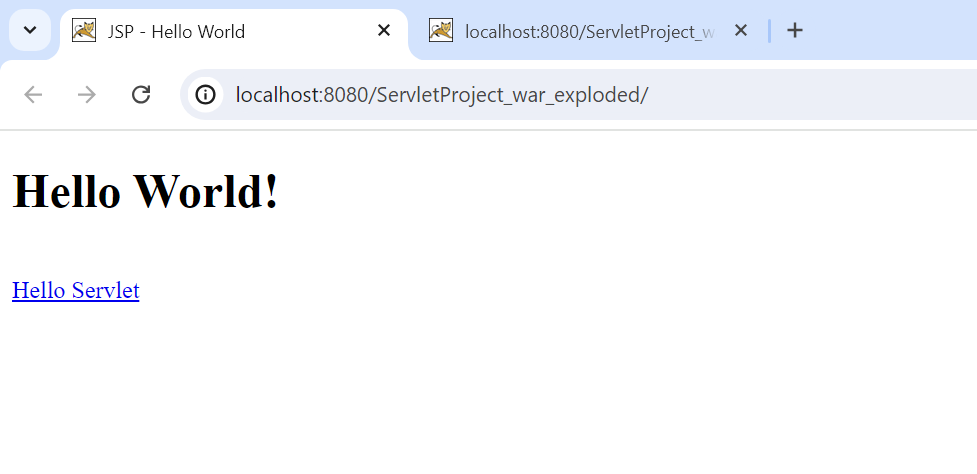 JSP - Hello World
localhost:8080/ServletProject_w
localhost:8080/ServletProject_war_exploded/
Hello World!
Hello Servlet